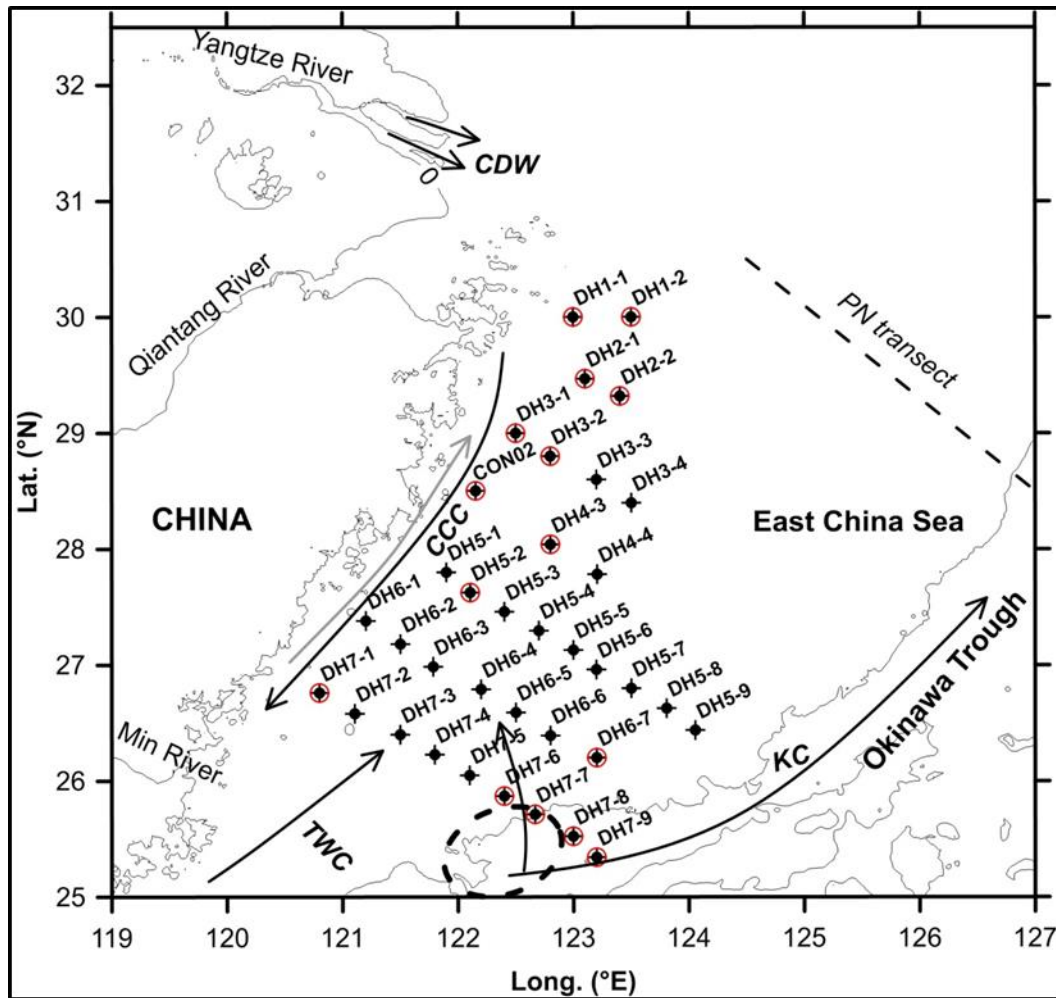 Yangtze River
CDW
Qiantang River
CHINA
East China Sea
PN transect
Okinawa Trough
KC
TWC
CCC
Min River
DH1-1
DH1-2
DH2-1
DH2-2
DH3-1
DH3-2
DH3-3
DH3-4
CON02
DH4-3
DH4-4
DH5-1
DH5-2
DH5-3
DH5-4
DH5-5
DH5-6
DH5-7
DH5-8
DH5-9
DH6-1
DH6-2
DH6-3
DH6-4
DH6-5
DH6-6
DH6-7
DH7-1
DH7-2
DH7-3
DH7-4
DH7-5
DH7-6
DH7-7
DH7-8
DH7-9
Lat. (°N)
32
31
30
29
28
27
26
25
119
120
121
122
123
124
125
126
127
Long. (°E)